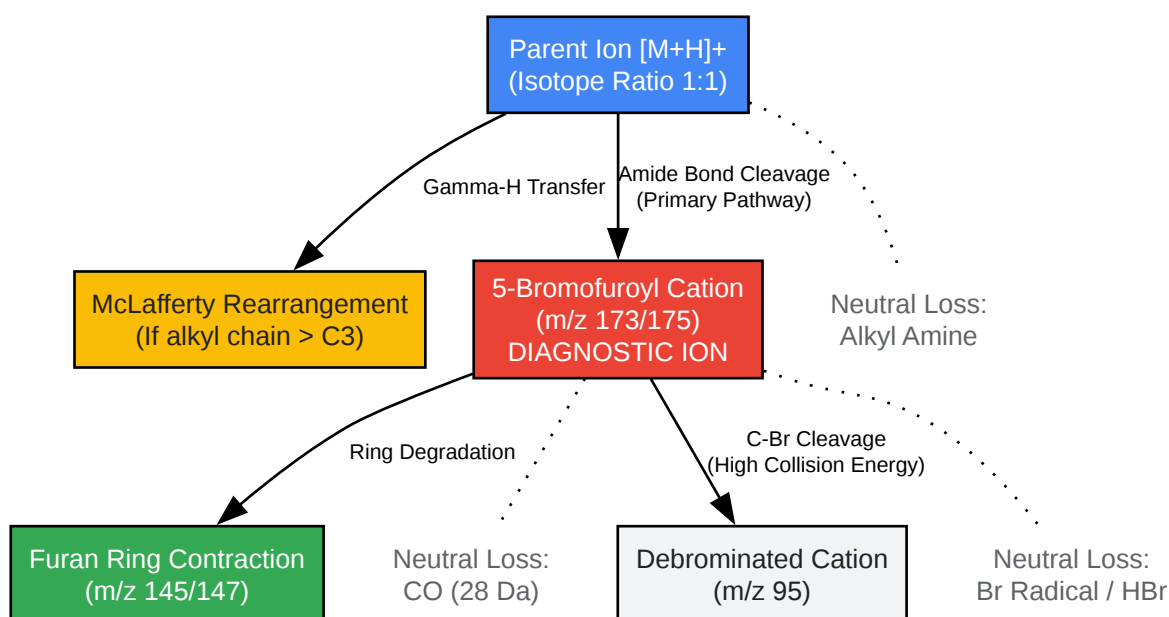 Parent Ion [M+H]+
(Isotope Ratio 1:1)
Gamma-H Transfer
Amide Bond Cleavage
(Primary Pathway)
McLafferty Rearrangement
(If alkyl chain > C3)
5-Bromofuroyl Cation
(m/z 173/175)
DIAGNOSTIC ION
Neutral Loss:
Alkyl Amine
Ring Degradation
C-Br Cleavage
(High Collision Energy)
Furan Ring Contraction
(m/z 145/147)
Neutral Loss:
CO (28 Da)
Debrominated Cation
(m/z 95)
Neutral Loss:
Br Radical / HBr